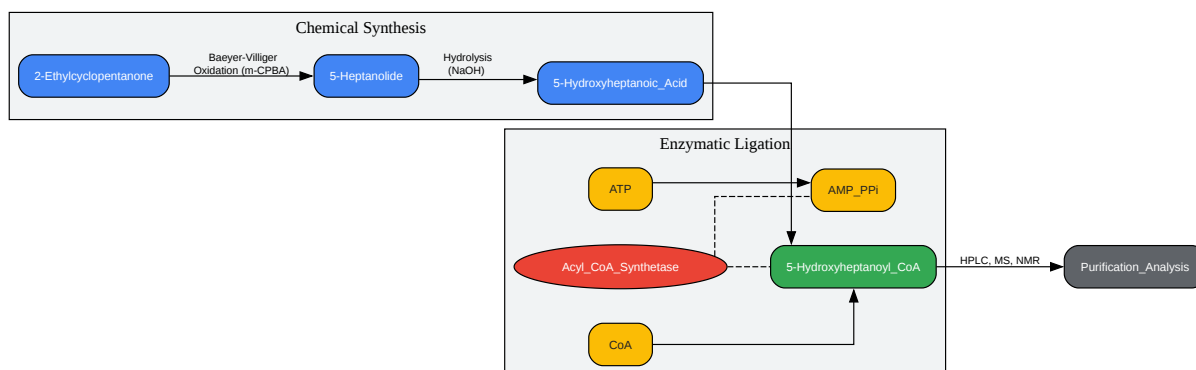 Chemical Synthesis
2-Ethylcyclopentanone
Baeyer-Villiger
Oxidation (m-CPBA)
5-Heptanolide
Hydrolysis
(NaOH)
5-Hydroxyheptanoic_Acid
Enzymatic Ligation
ATP
AMP_PPi
Acyl_CoA_Synthetase
5-Hydroxyheptanoyl_CoA
HPLC, MS, NMR
Purification_Analysis
CoA